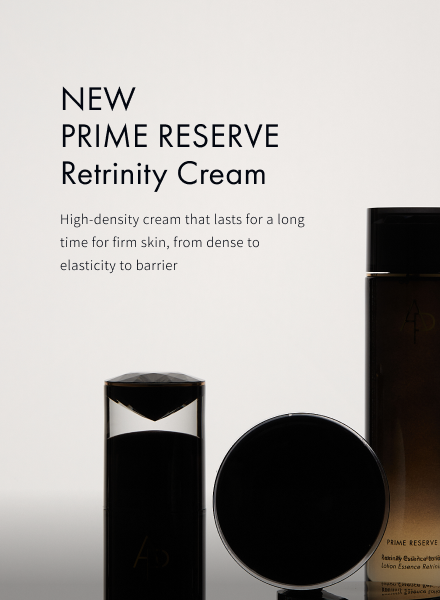 NEW
PRIME RESERVE
Retrinity Cream
High-density cream that lasts for a long
time for firm skin, from dense to
elasticity to barrier
PRIME RESERVE